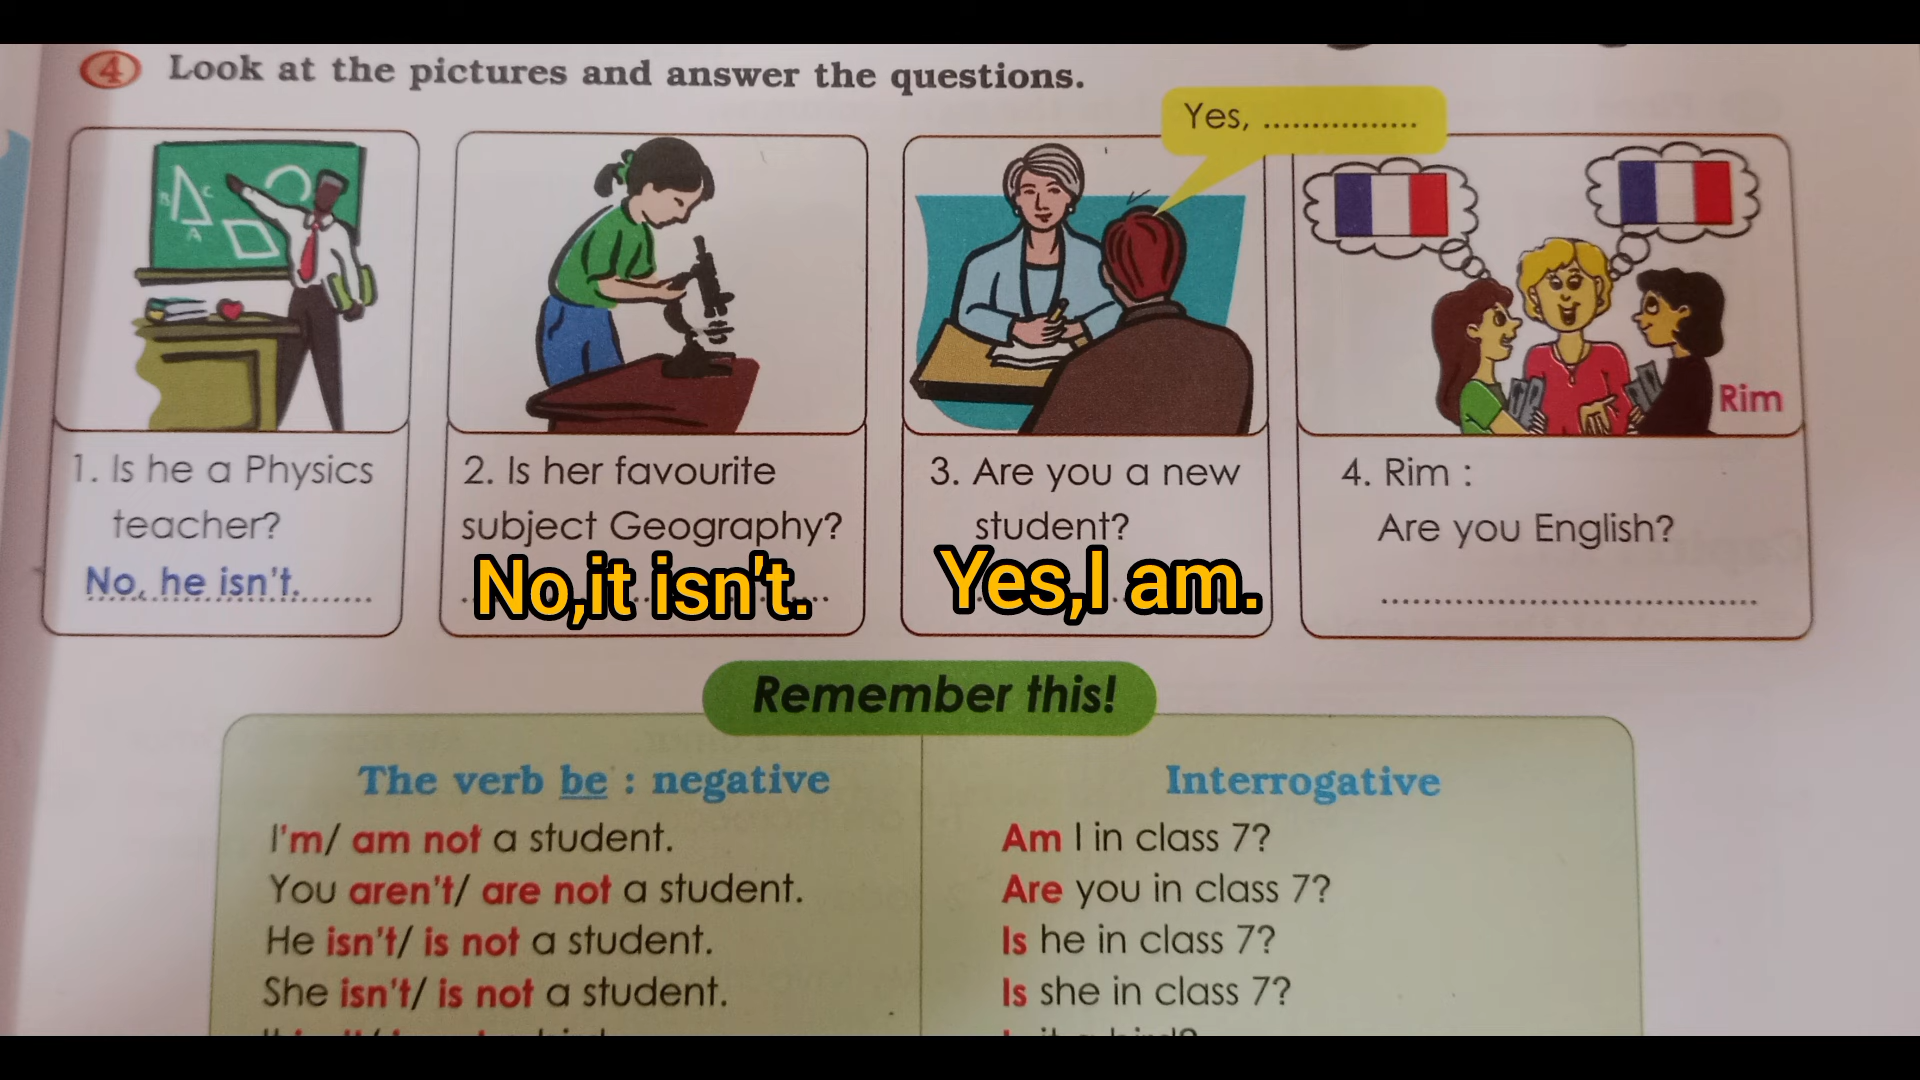 4 Look at the pictures and answer the questions.
Yes, ................
Rim
1. Is he a Physics
teacher?
No, he isn't.
2. Is her favourite
subject Geography?
No,it isn't.
3. Are you a new
student?
Yes,I am.
4. Rim :
Are you English?
Remember this!
The verb be : negative
I'm/ am not a student.
You aren't/ are not a student.
He isn't/ is not a student.
She isn't/ is not a student.
Interrogative
Am I in class 7?
Are you in class 7?
Is he in class 7?
Is she in class 7?